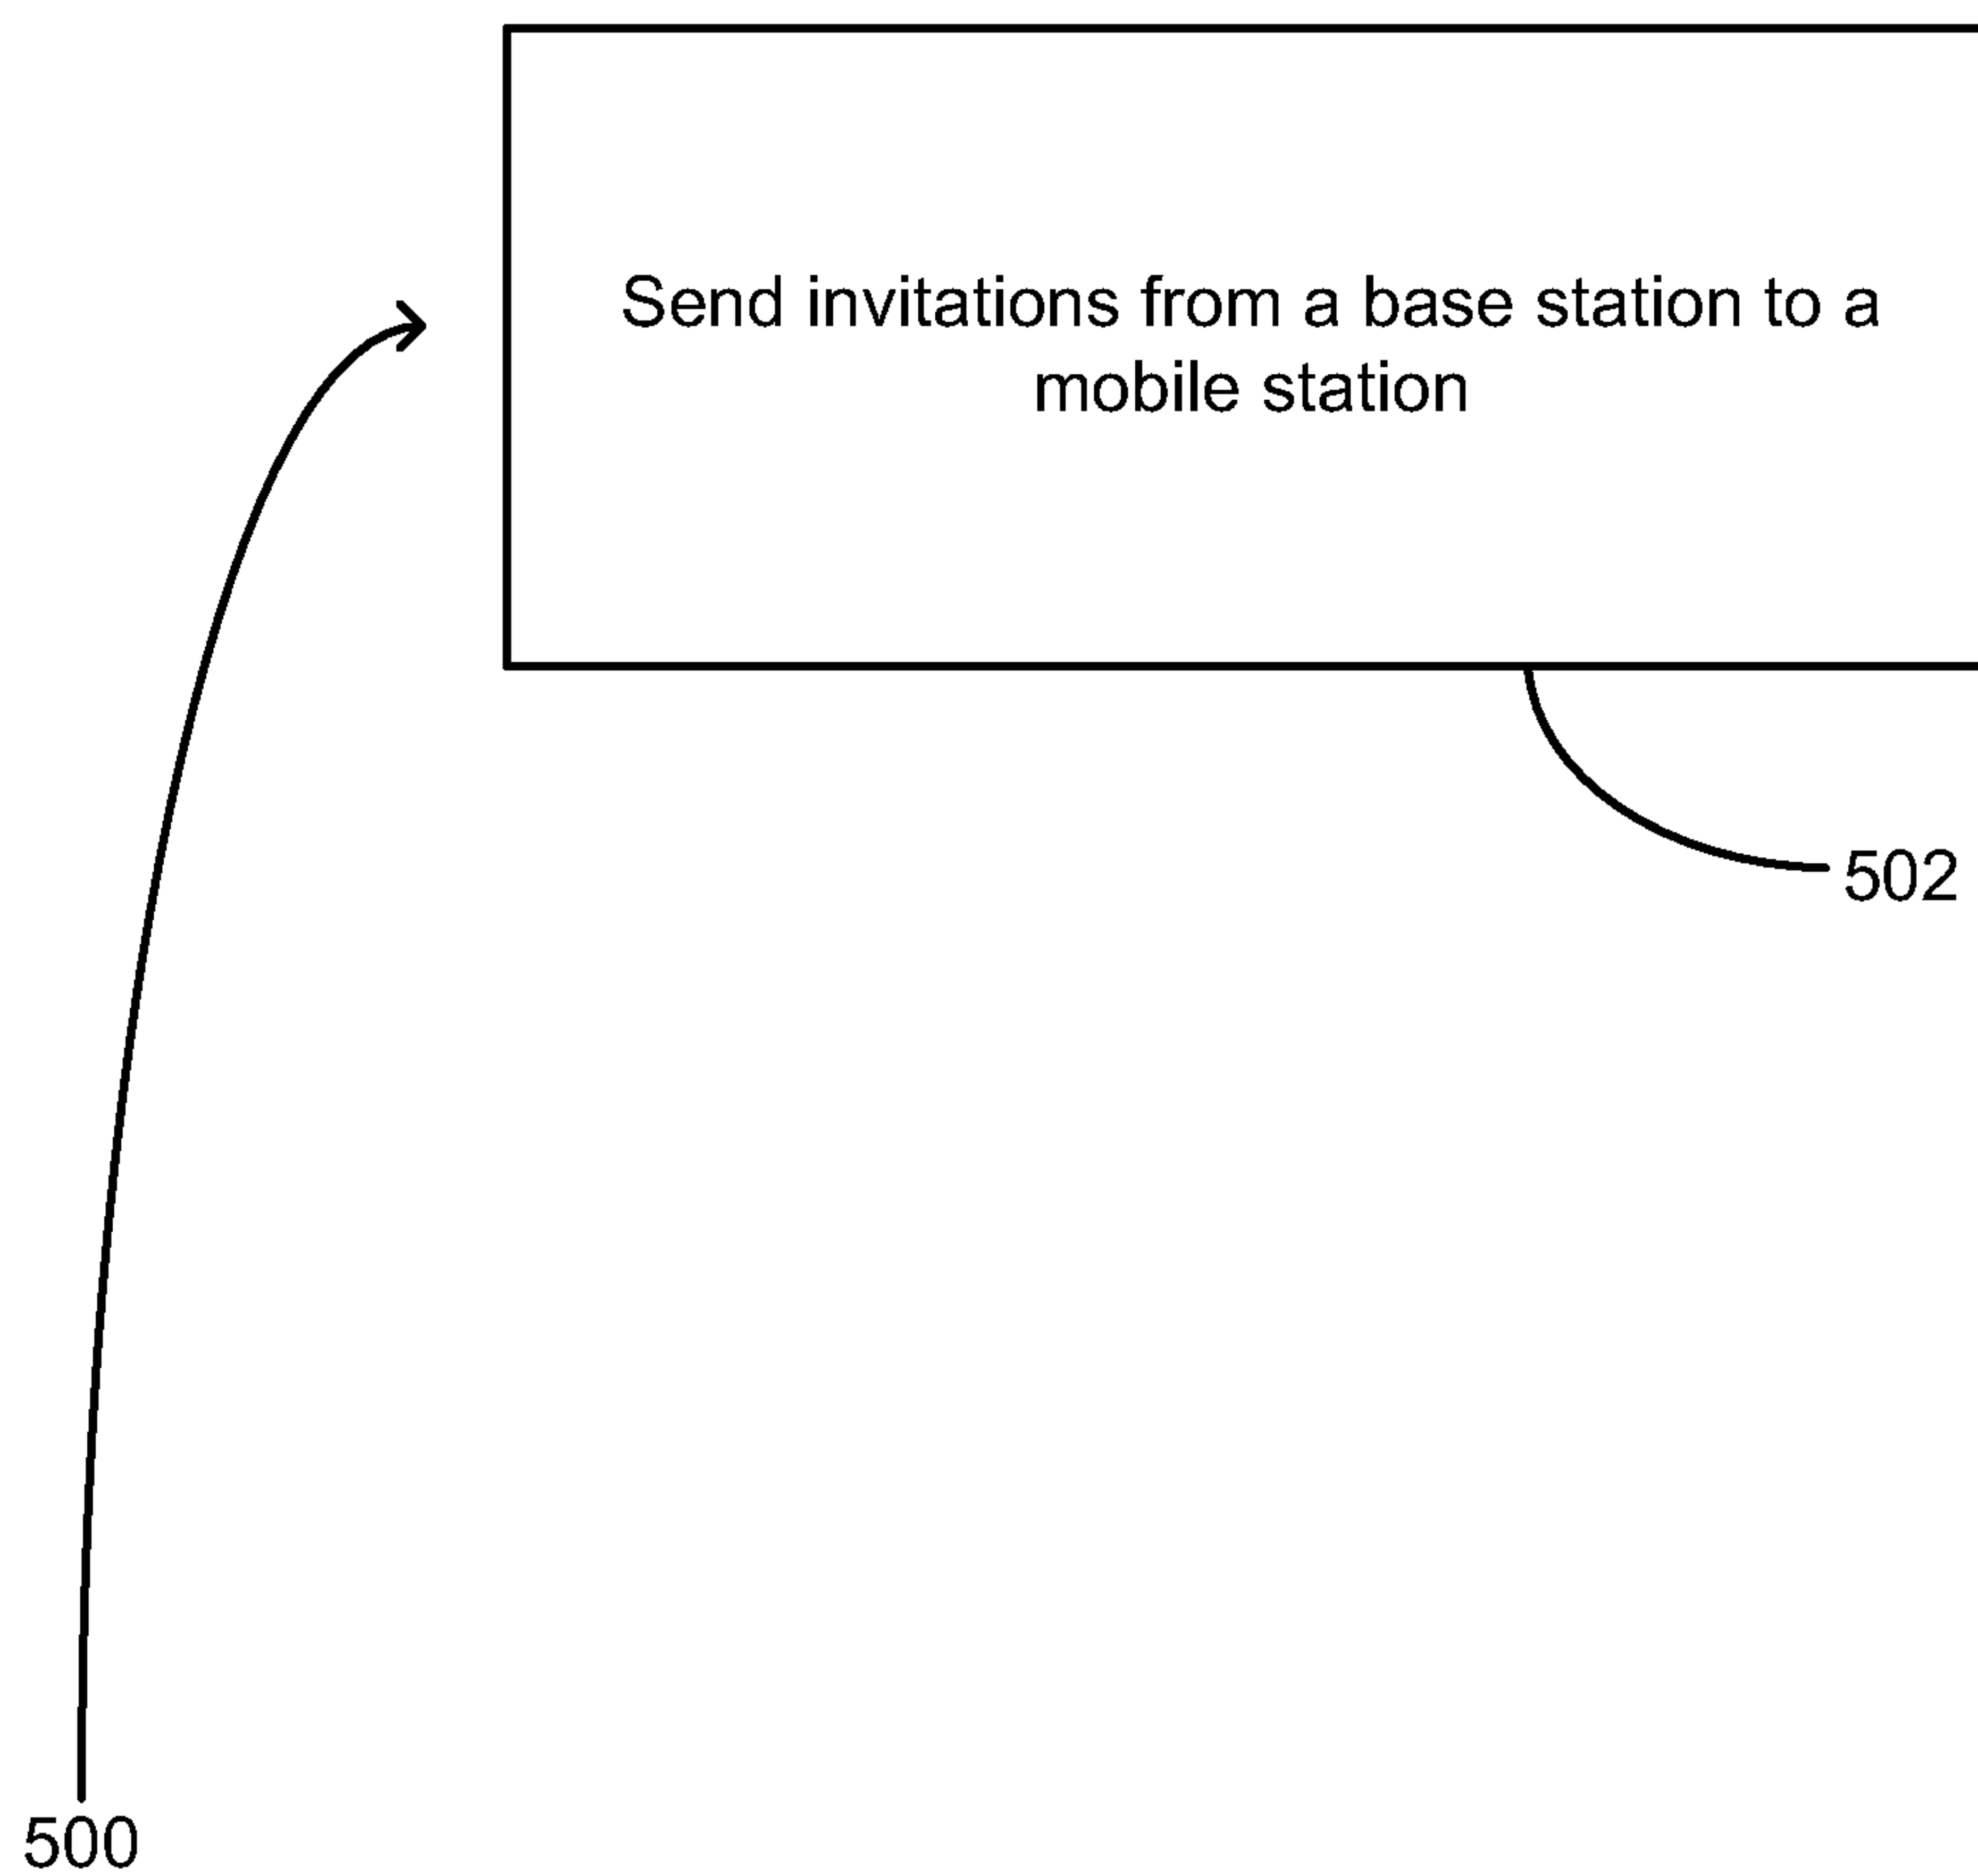 Send invitations from a base station to a
mobile station
502
500